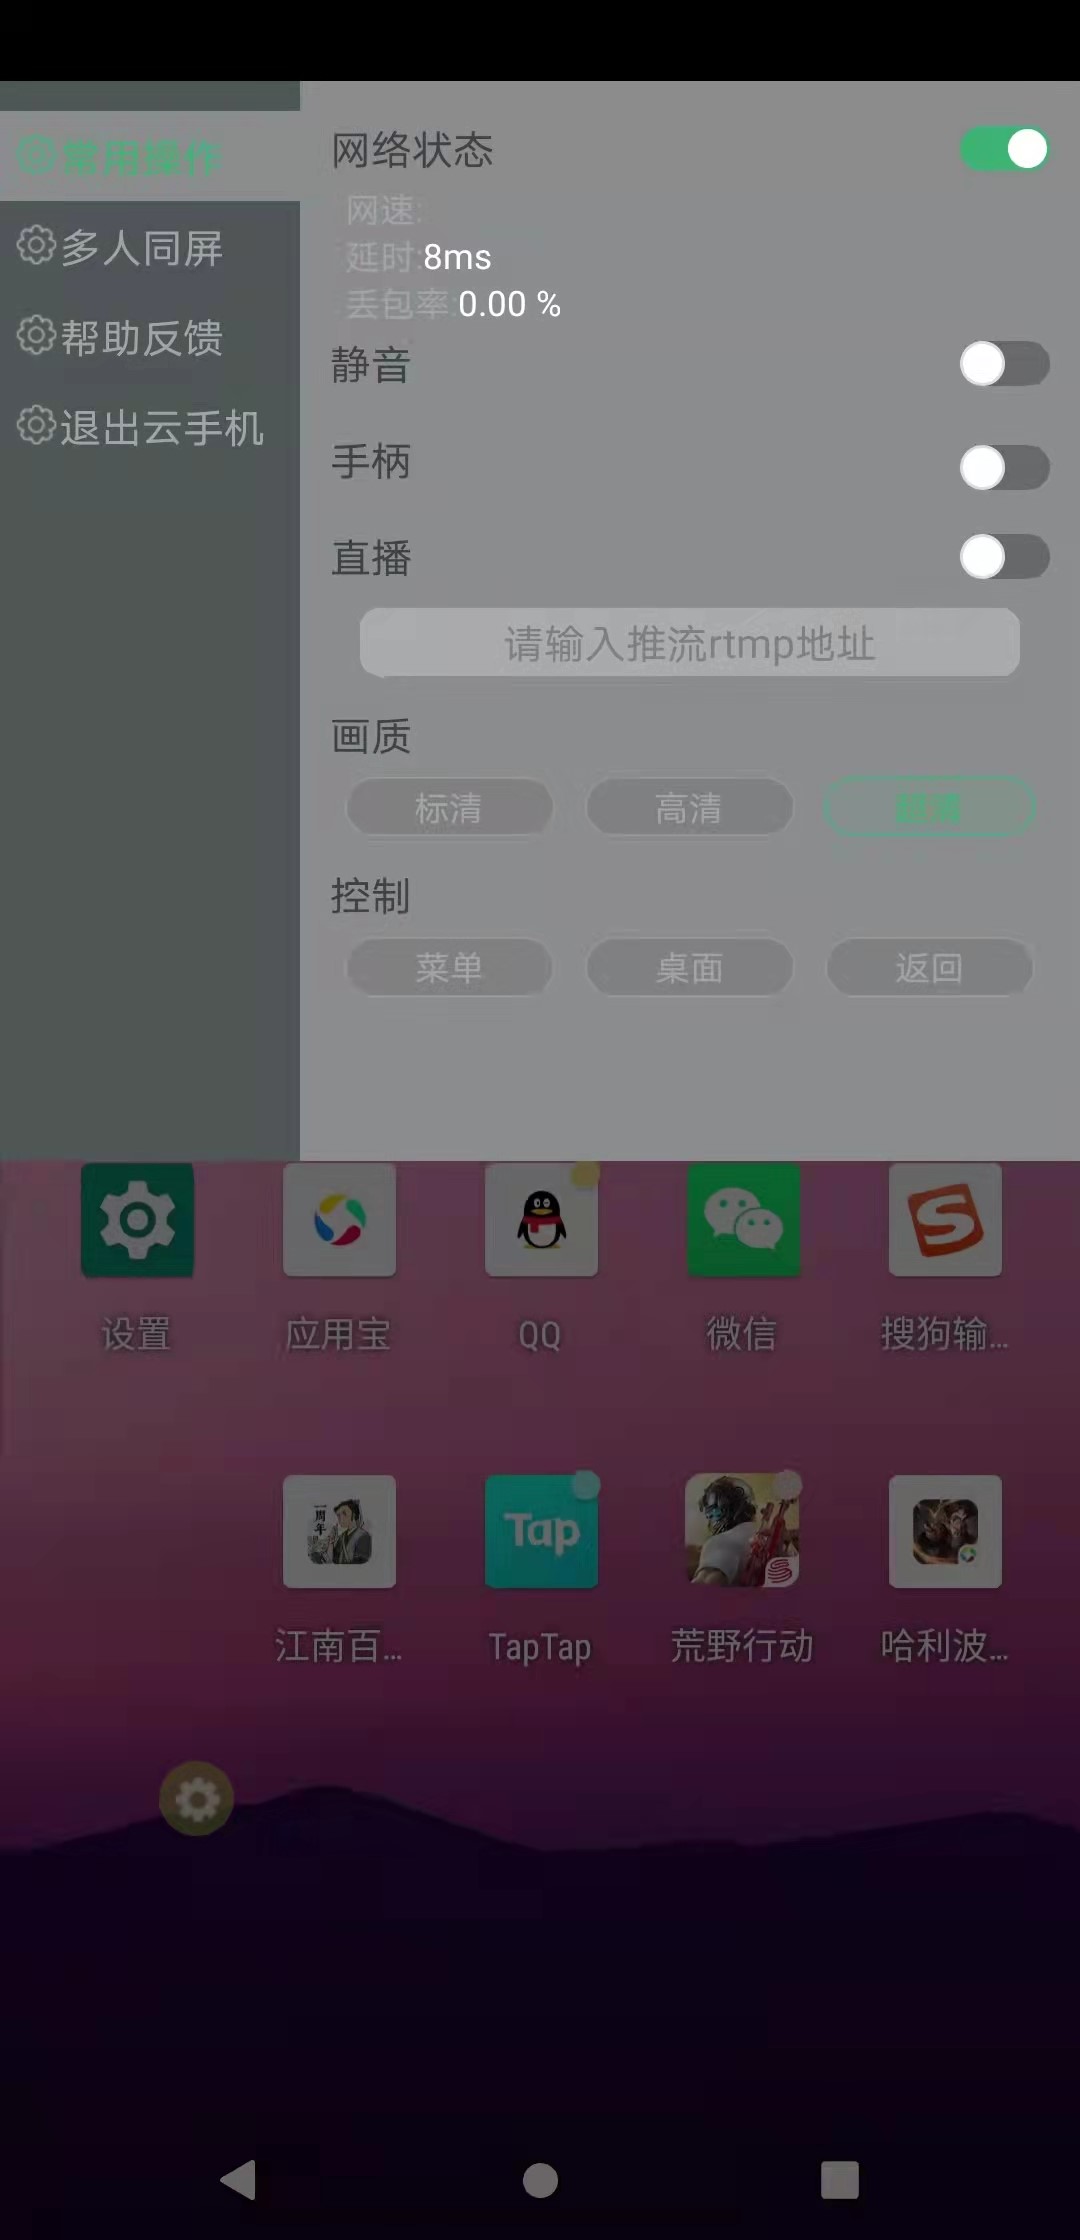 常用操作
多人同屏
帮助反馈
退出云手机
网络状态
网速:
延时:8ms
丢包率:0.00 %
静音
手柄
直播
请输入推流rtmp地址
画质
标清
高清
超清
控制
菜单
桌面
返回
设置
应用宝
QQ
微信
搜狗输...
一周年
Tap
江南百...
TapTap
荒野行动
哈利波...